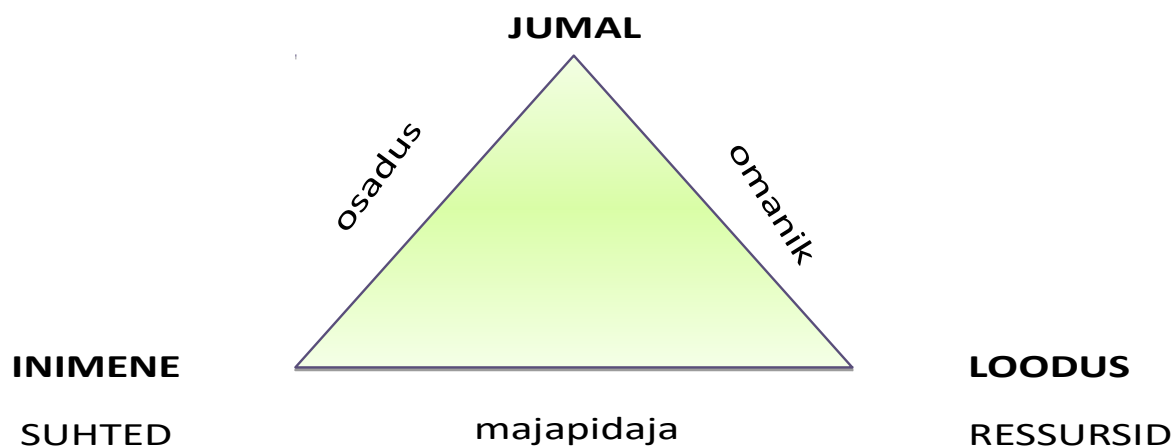 JUMAL
osadus
omanik
INIMENE
LOODUS
SUHTED
majapidaja
RESSURSID